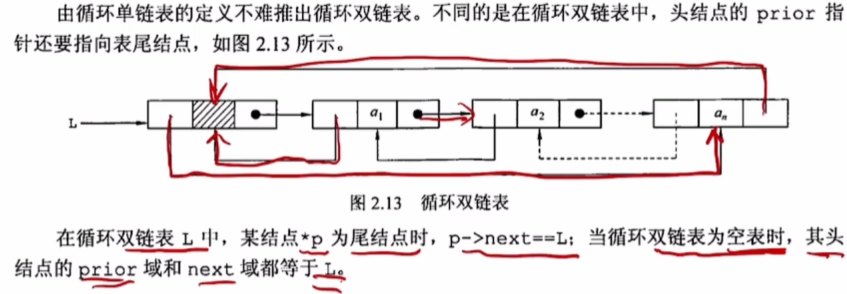 由循环单链表的定义不难推出循环双链表。不同的是在循环双链表中，头结点的 prior 指
针还要指向表尾结点，如图 2.13 所示。
L a₁ a₂ aₙ
图 2.13 循环双链表
在循环双链表 L 中，某结点*p 为尾结点时，p->next==L；当循环双链表为空表时，其头
结点的 prior 域和 next 域都等于 L。